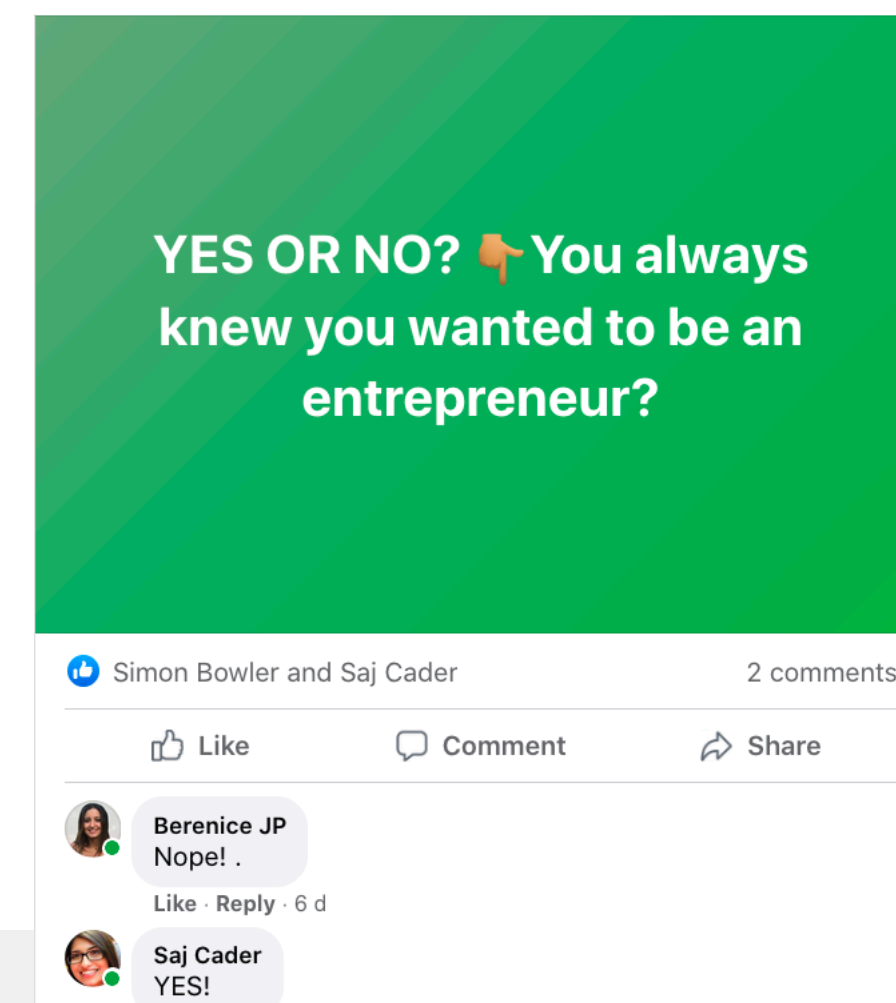 YES OR NO? 👇🏽You always
knew you wanted to be an
entrepreneur?
Simon Bowler and Saj Cader 2 comments
Like Comment Share
Berenice JP
Nope! .
Like · Reply · 6 d
Saj Cader
YES!